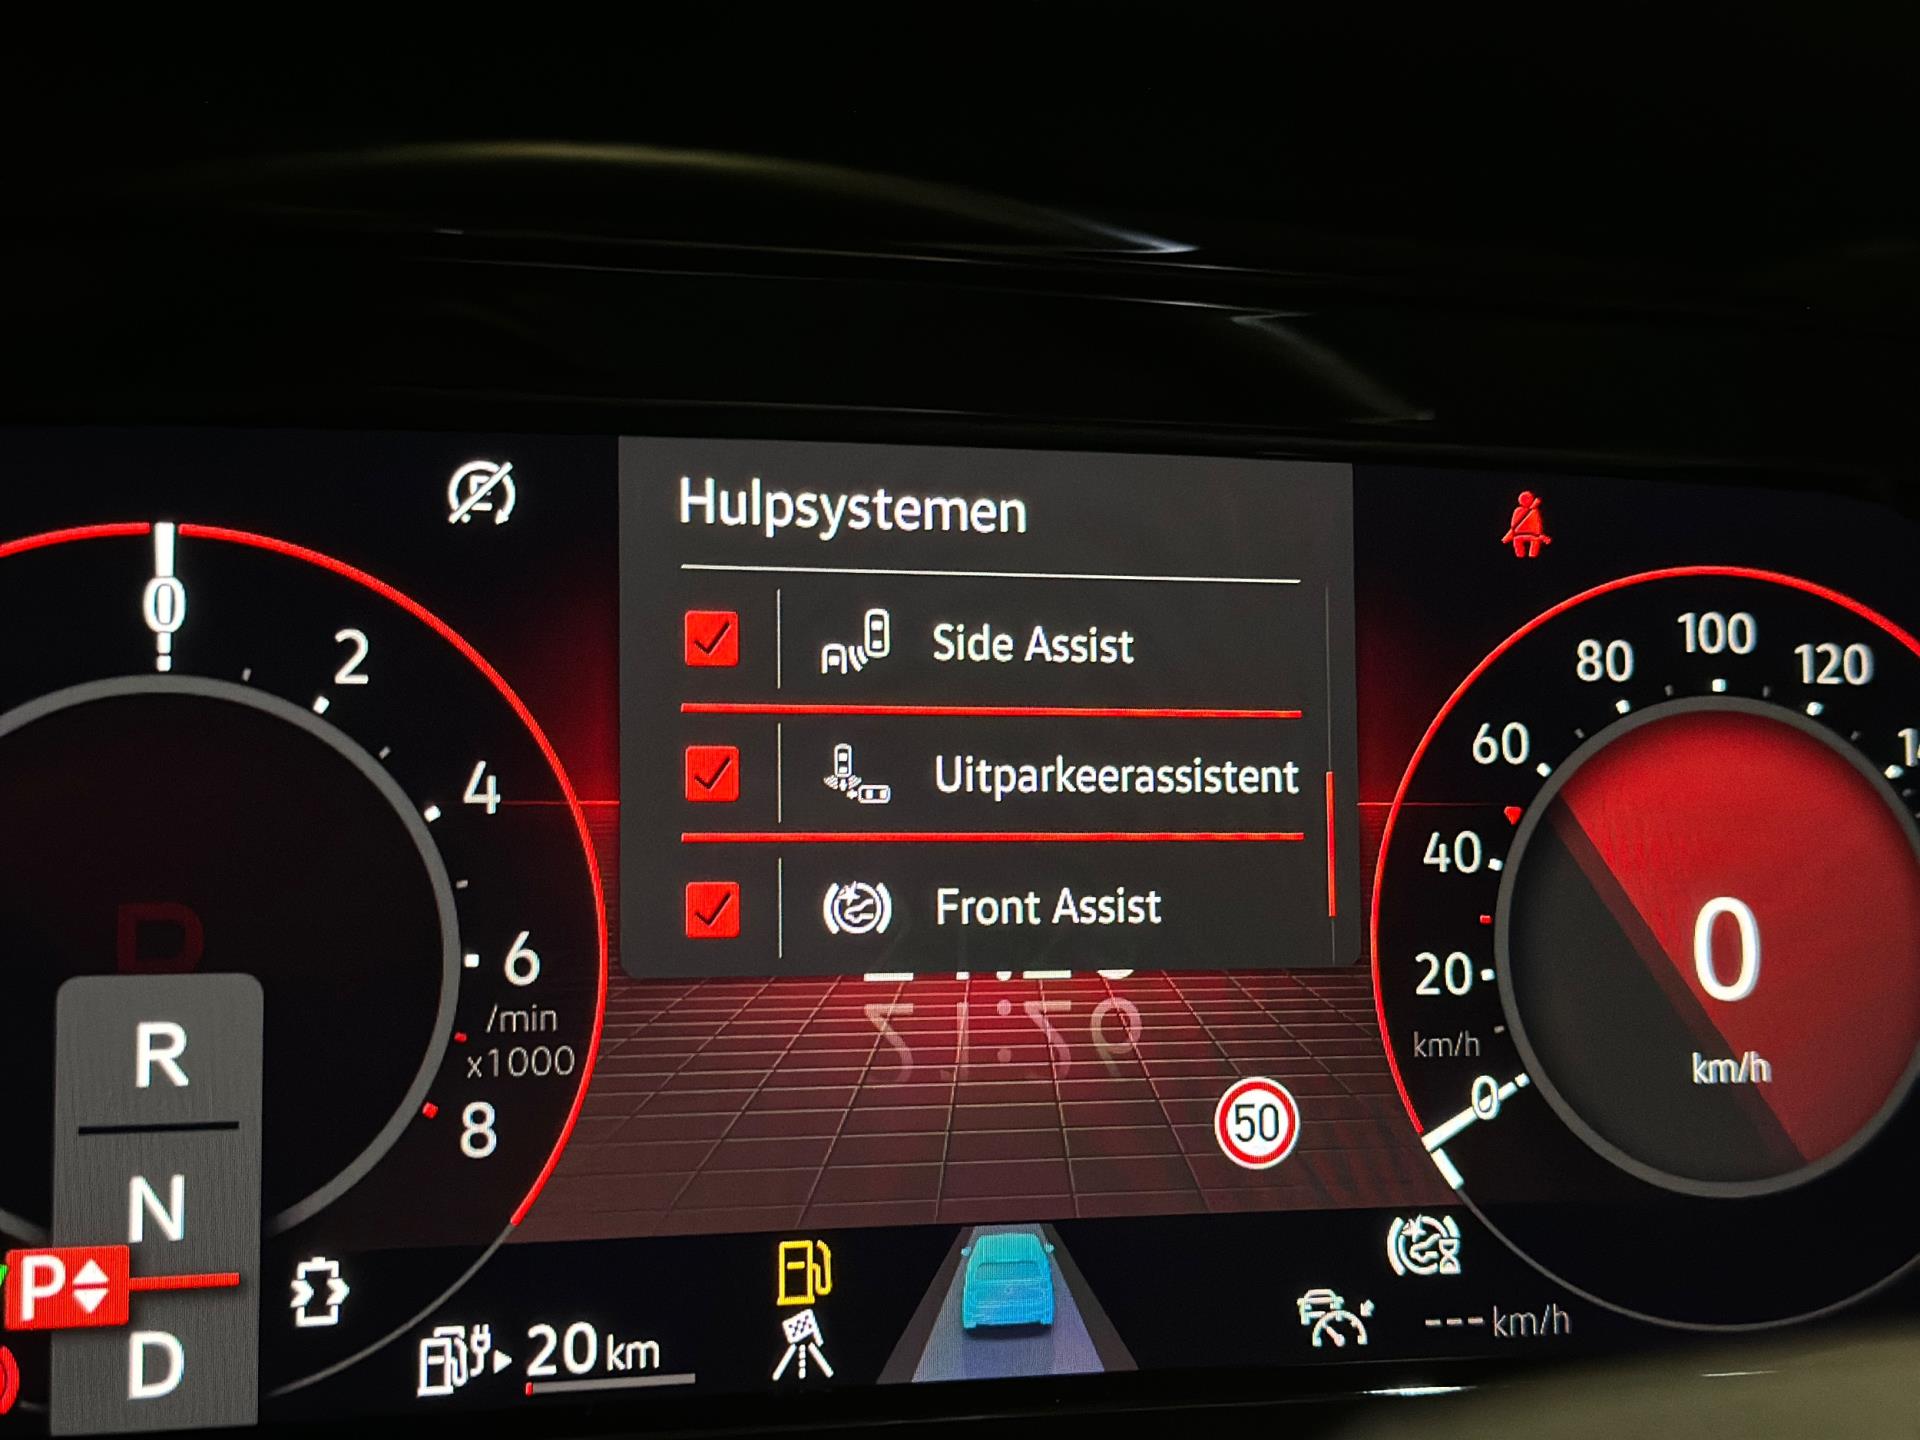 Hulpsystemen
Side Assist
Uitparkeerassistent
Front Assist
0
2
4
6
/min
x1000
8
R
N
P
D
20 km
50
0
20
40
60
80
100
120
km/h
0
km/h
--- km/h